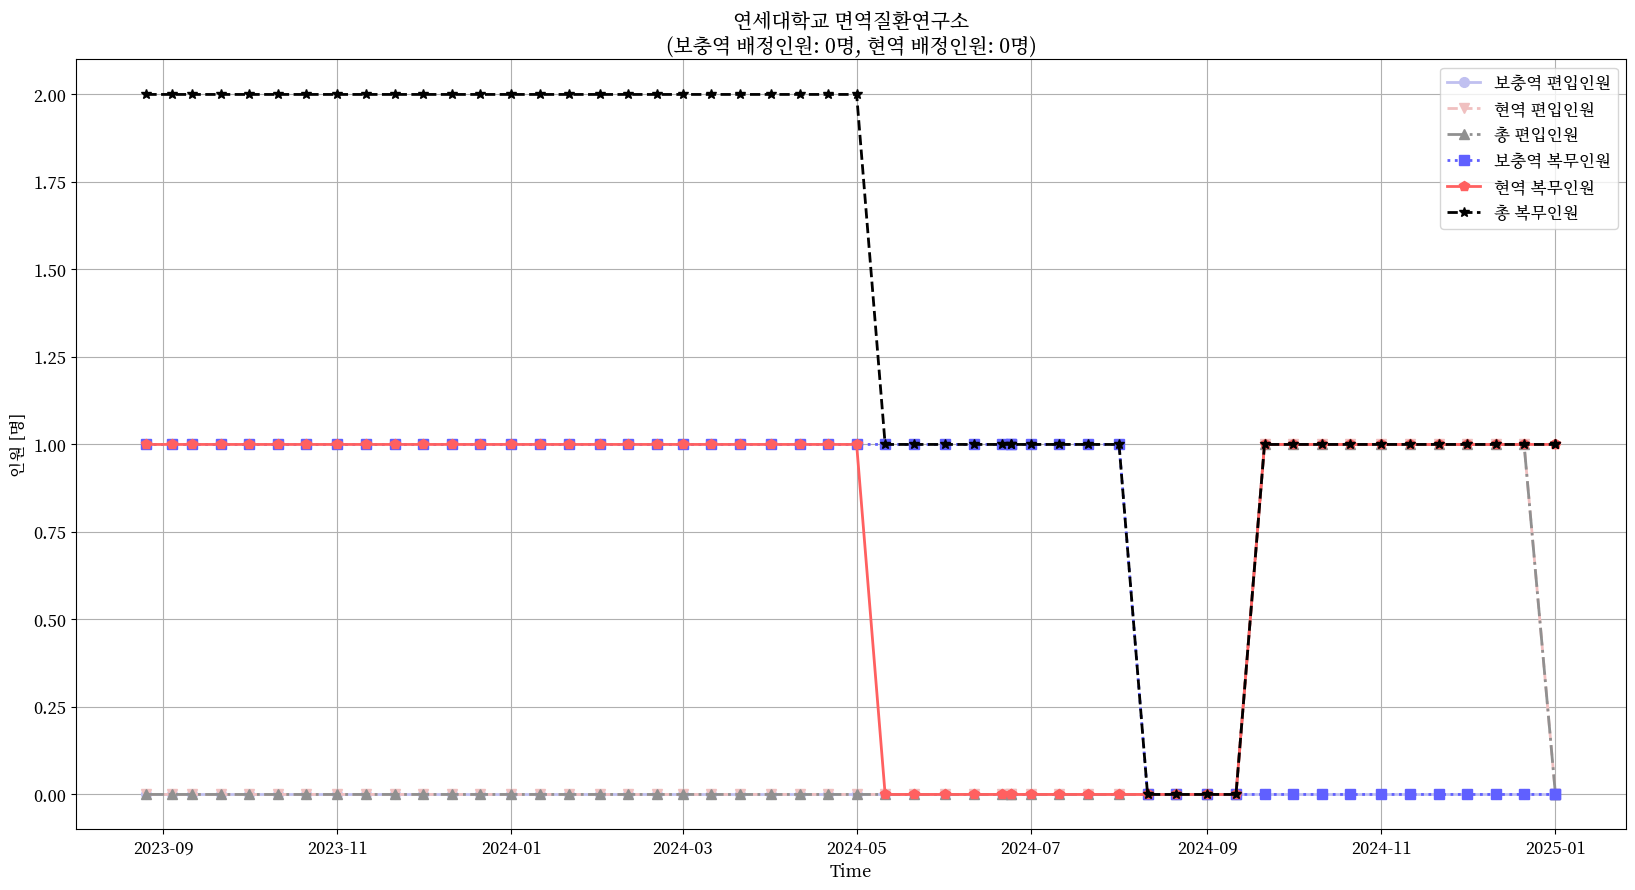 연세대학교 면역질환연구소
(보충역 배정인원: 0명, 현역 배정인원: 0명)
보충역 편입인원
현역 편입인원
총 편입인원
보충역 복무인원
현역 복무인원
총 복무인원
인원 [명]
2.00
1.75
1.50
1.25
1.00
0.75
0.50
0.25
0.00
2023-09
2023-11
2024-01
2024-03
2024-05
2024-07
2024-09
2024-11
2025-01
Time